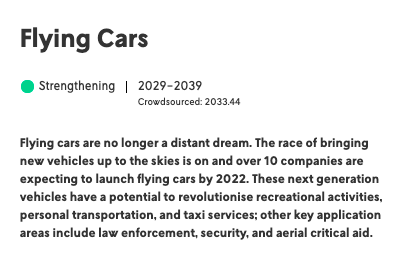 Flying Cars
Strengthening | 2029–2039
Crowdsourced: 2033.44
Flying cars are no longer a distant dream. The race of bringing
new vehicles up to the skies is on and over 10 companies are
expecting to launch flying cars by 2022. These next generation
vehicles have a potential to revolutionise recreational activities,
personal transportation, and taxi services; other key application
areas include law enforcement, security, and aerial critical aid.